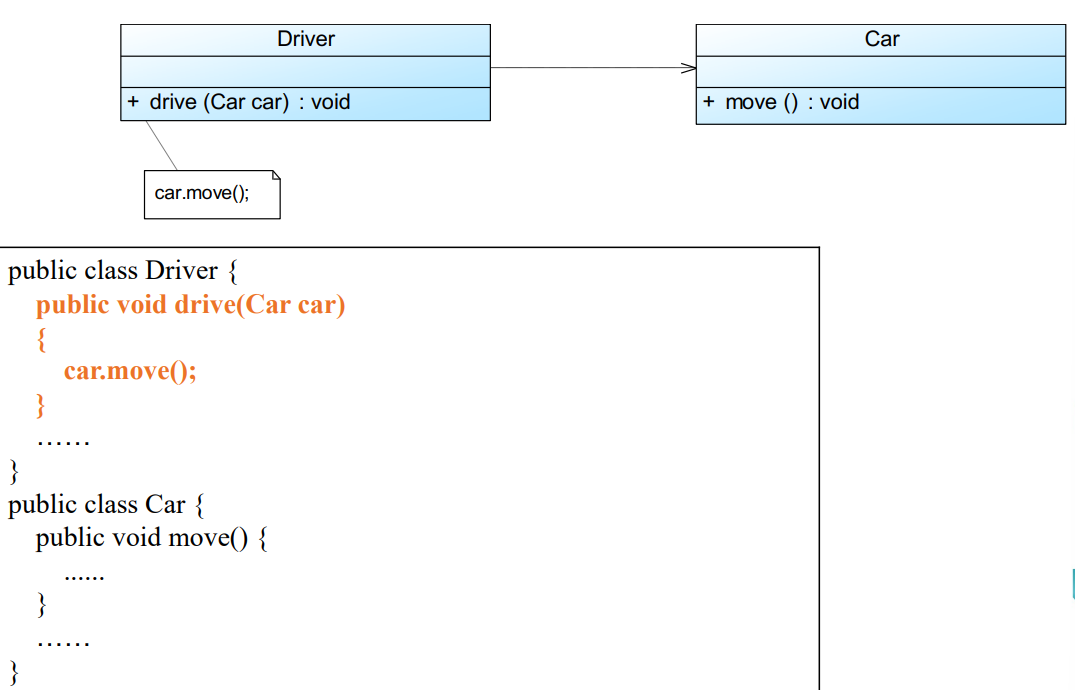 Driver
+ drive (Car car) : void
Car
+ move () : void
car.move();
public class Driver {
public void drive(Car car)
{
car.move();
}
……
}
public class Car {
public void move() {
......
}
……
}